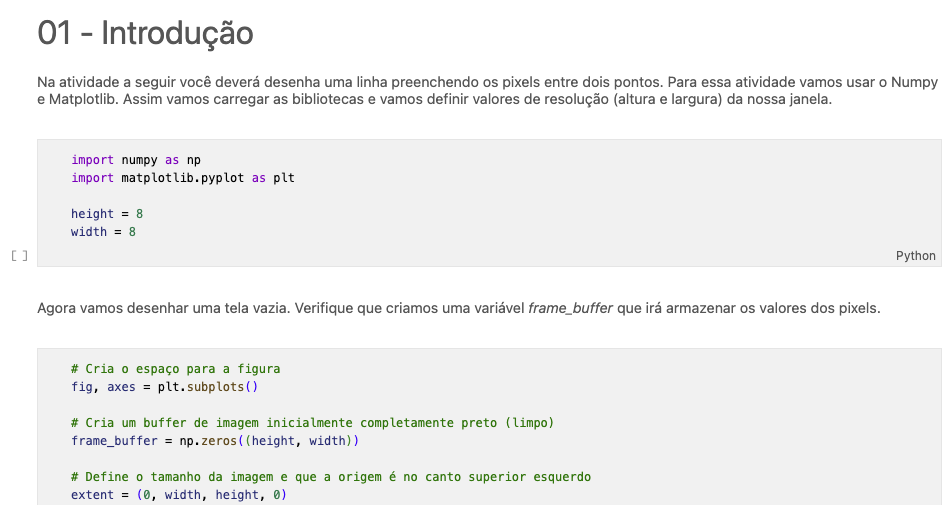 01 - Introdução
Na atividade a seguir você deverá desenha uma linha preenchendo os pixels entre dois pontos. Para essa atividade vamos usar o Numpy
e Matplotlib. Assim vamos carregar as bibliotecas e vamos definir valores de resolução (altura e largura) da nossa janela.
import numpy as np
import matplotlib.pyplot as plt
height = 8
width = 8
[ ]
Python
Agora vamos desenhar uma tela vazia. Verifique que criamos uma variável frame_buffer que irá armazenar os valores dos pixels.
# Cria o espaço para a figura
fig, axes = plt.subplots()
# Cria um buffer de imagem inicialmente completamente preto (limpo)
frame_buffer = np.zeros((height, width))
# Define o tamanho da imagem e que a origem é no canto superior esquerdo
extent = (0, width, height, 0)